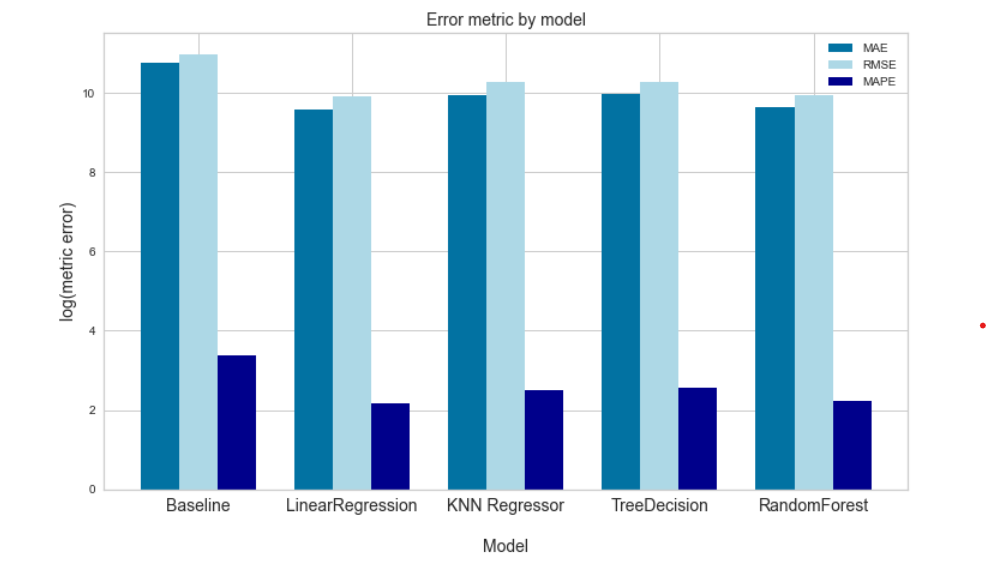 Error metric by model
MAE
RMSE
MAPE
log(metric error)
10
8
6
4
2
0
Baseline LinearRegression KNN Regressor TreeDecision RandomForest
Model